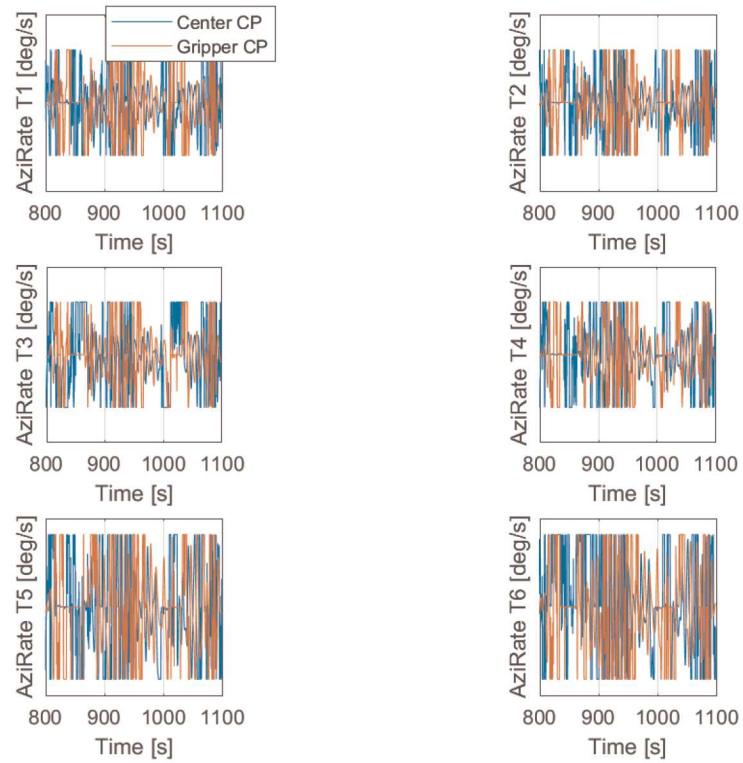 Center CP
Gripper CP
AziRate T1 [deg/s]
800 900 1000 1100
Time [s]
AziRate T2 [deg/s]
800 900 1000 1100
Time [s]
AziRate T3 [deg/s]
800 900 1000 1100
Time [s]
AziRate T4 [deg/s]
800 900 1000 1100
Time [s]
AziRate T5 [deg/s]
800 900 1000 1100
Time [s]
AziRate T6 [deg/s]
800 900 1000 1100
Time [s]